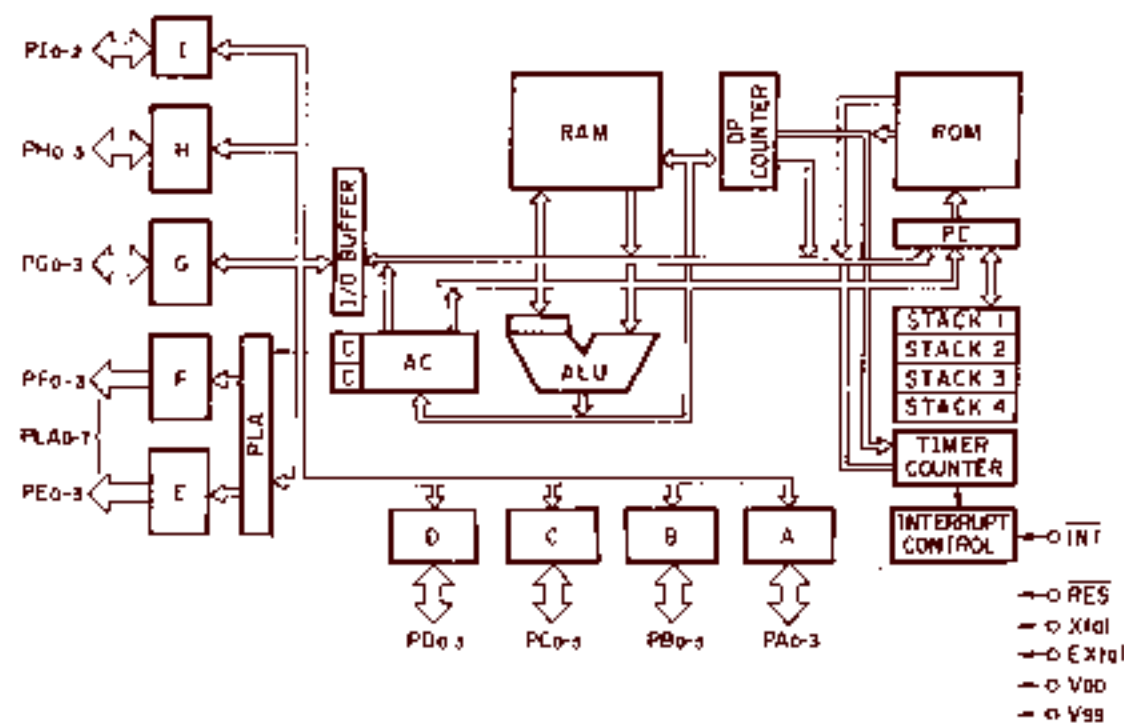 I
PI0-2
H
PH0-3
G
PG0-3
F
PF0-3
PLA0-7
PLA
E
PE0-3
I/O BUFFER
RAM
DP COUNTER
ROM
PC
STACK 1
STACK 2
STACK 3
STACK 4
C
C
AC
ALU
TIMER
COUNTER
INTERRUPT
CONTROL
INT
RES
Xtal
EXtal
VDD
VSS
D
C
B
A
PD0-3
PC0-3
PB0-3
PA0-3